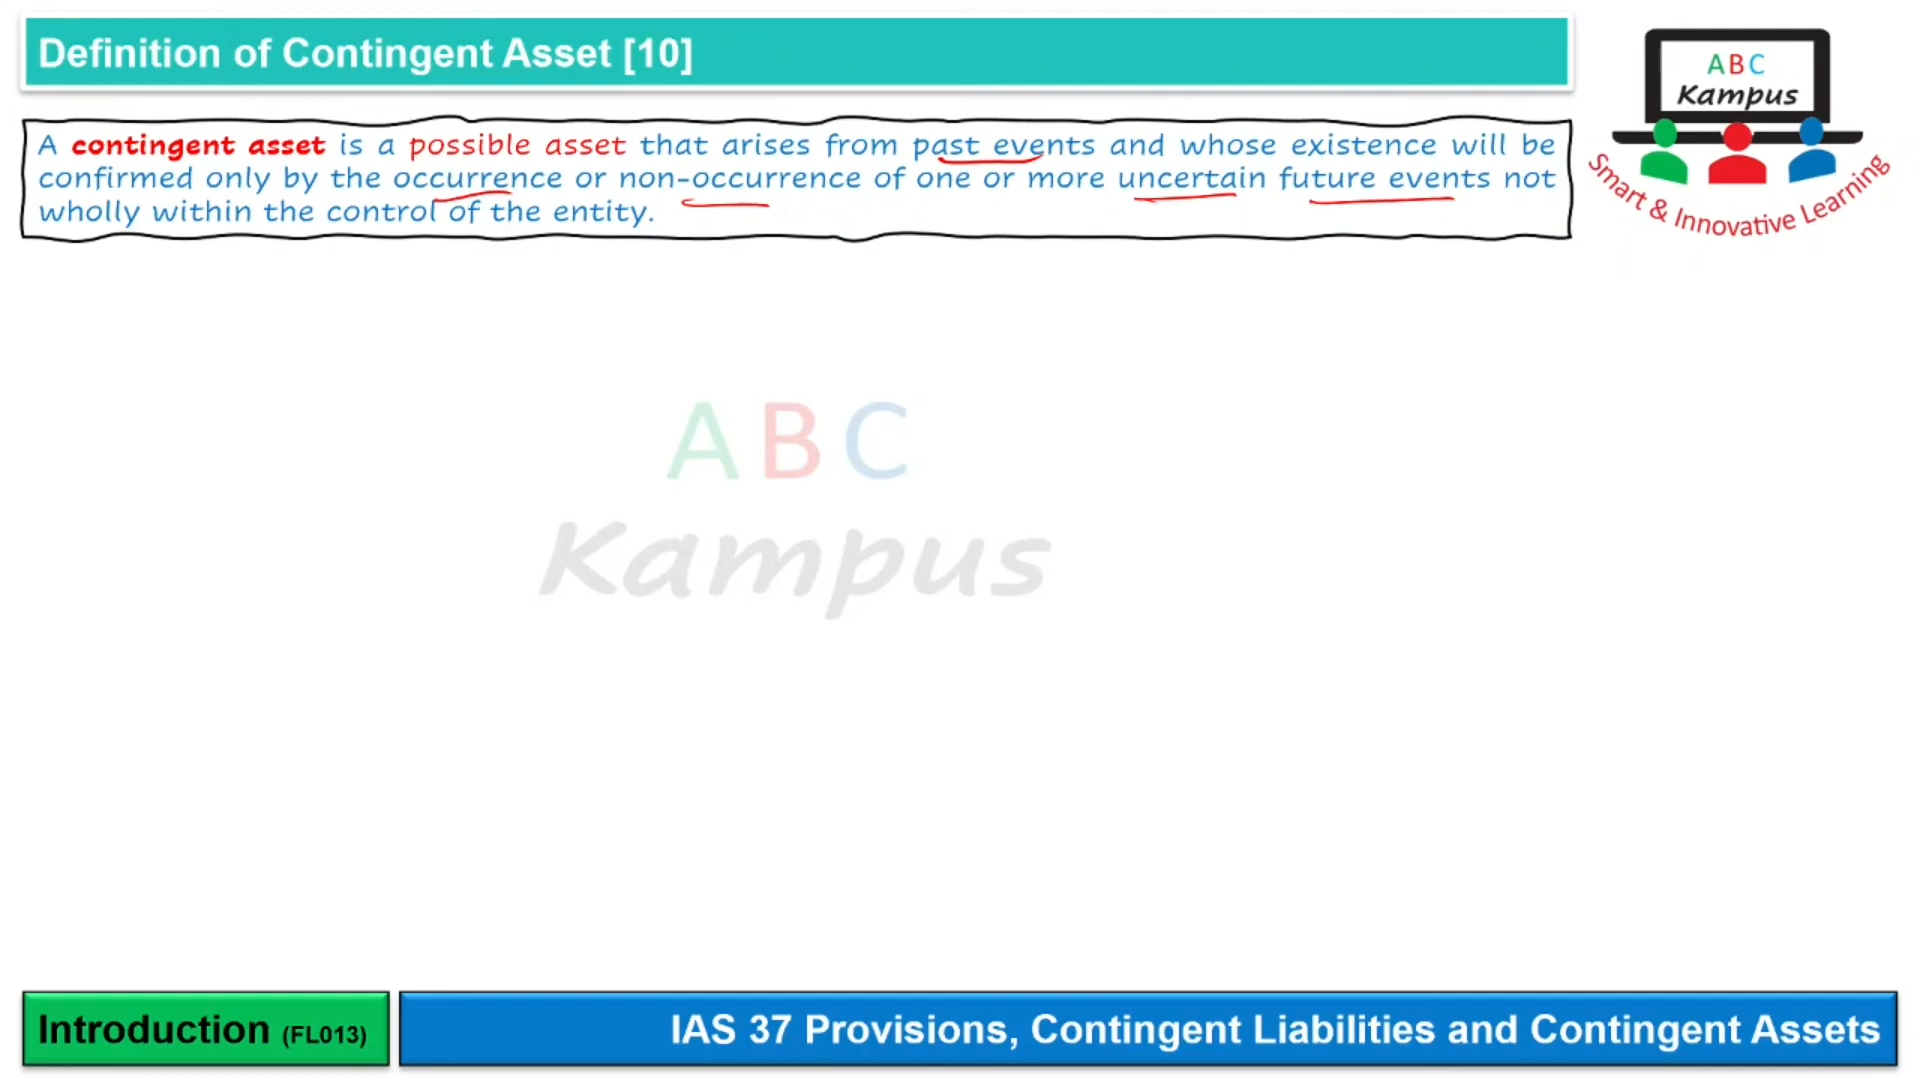 Definition of Contingent Asset [10]
A contingent asset is a possible asset that arises from past events and whose existence will be
confirmed only by the occurrence or non-occurrence of one or more uncertain future events not
wholly within the control of the entity.
A B C
Kampus
Smart & Innovative Learning
A B C
Kampus
Introduction (FL013)
IAS 37 Provisions, Contingent Liabilities and Contingent Assets